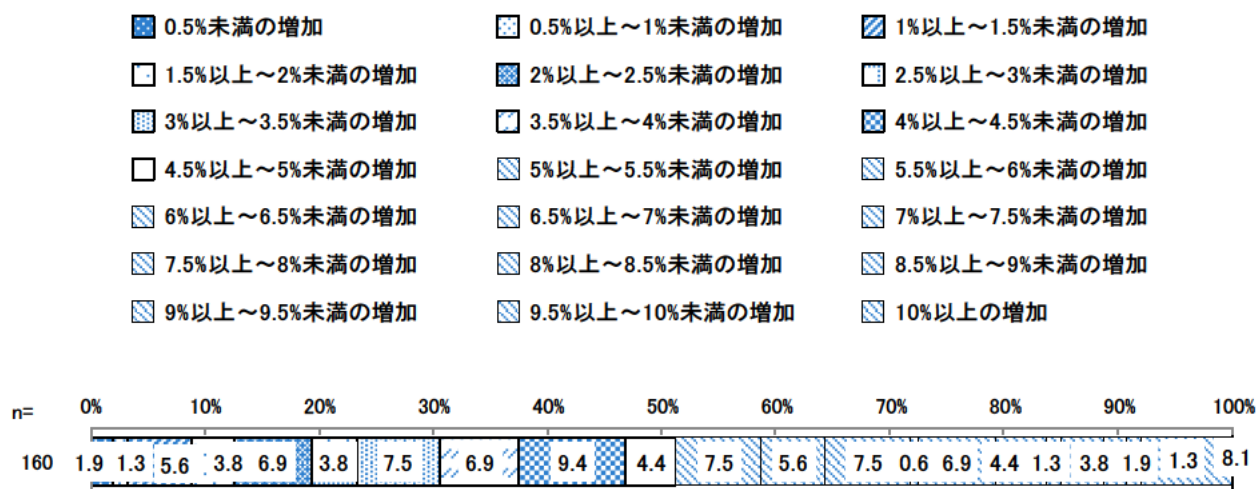 0.5%未満の増加 0.5%以上～1%未満の増加 1%以上～1.5%未満の増加
1.5%以上～2%未満の増加 2%以上～2.5%未満の増加 2.5%以上～3%未満の増加
3%以上～3.5%未満の増加 3.5%以上～4%未満の増加 4%以上～4.5%未満の増加
4.5%以上～5%未満の増加 5%以上～5.5%未満の増加 5.5%以上～6%未満の増加
6%以上～6.5%未満の増加 6.5%以上～7%未満の増加 7%以上～7.5%未満の増加
7.5%以上～8%未満の増加 8%以上～8.5%未満の増加 8.5%以上～9%未満の増加
9%以上～9.5%未満の増加 9.5%以上～10%未満の増加 10%以上の増加
n= 0% 10% 20% 30% 40% 50% 60% 70% 80% 90% 100%
160 1.9 1.3 5.6 3.8 6.9 3.8 7.5 6.9 9.4 4.4 7.5 5.6 7.5 0.6 6.9 4.4 1.3 3.8 1.9 1.3 8.1